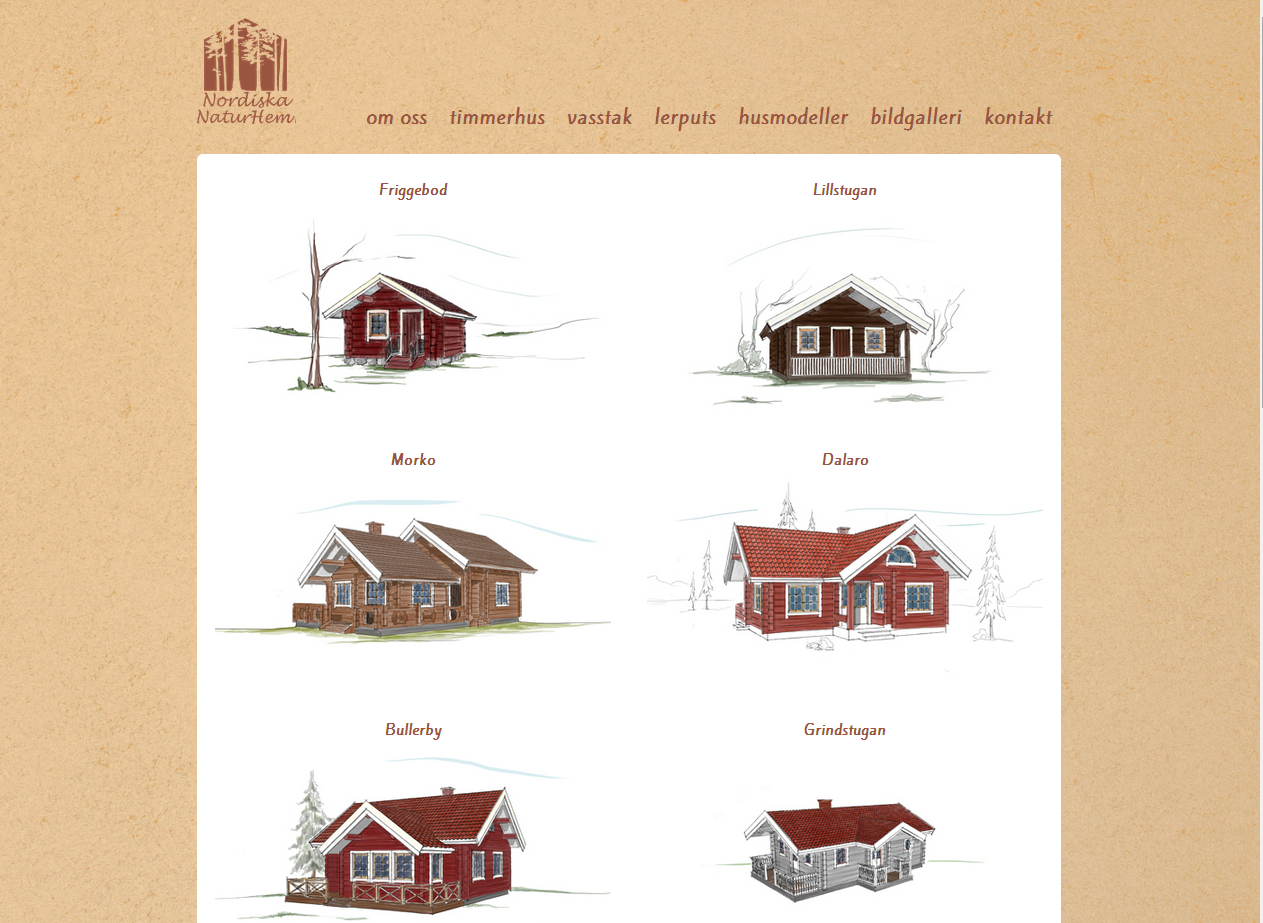 Nordiska
NaturHem.
om oss timmerhus vasstak lerputs husmodeller bildgalleri kontakt
Friggebod
Lillstugan
Morko
Dalaro
Bullerby
Grindstugan